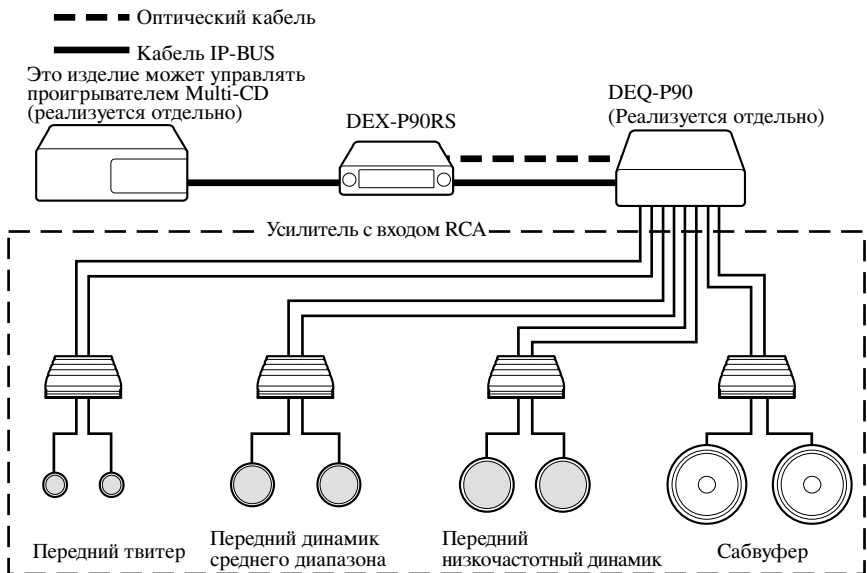 Оптический кабель
Кабель IP-BUS
Это изделие может управлять
проигрывателем Multi-CD
(реализуется отдельно)
DEX-P90RS
DEQ-P90
(Реализуется отдельно)
Усилитель с входом RCA
Передний твитер
Передний динамик
среднего диапазона
Передний
низкочастотный динамик
Сабвуфер